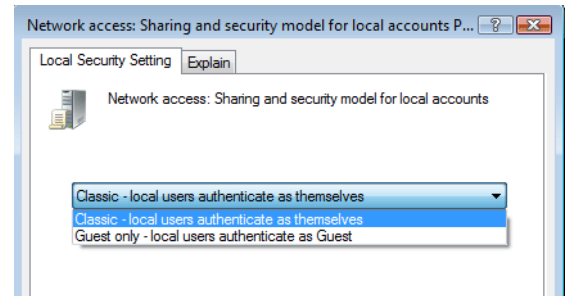 Network access: Sharing and security model for local accounts P...
Local Security Setting
Explain
Network access: Sharing and security model for local accounts
Classic - local users authenticate as themselves
Classic - local users authenticate as themselves
Guest only - local users authenticate as Guest